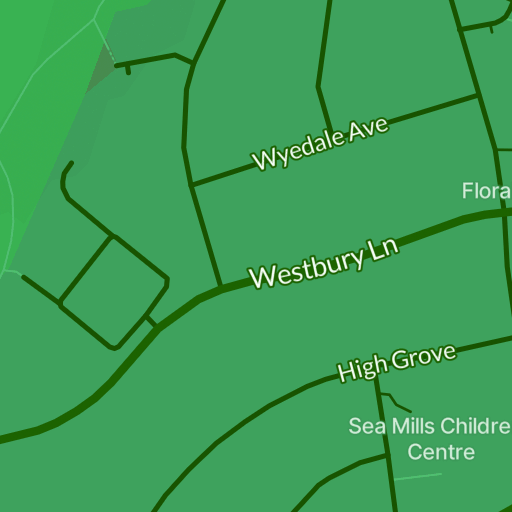 Wyedale Ave
Flora
Westbury Ln
High Grove
Sea Mills Childre
Centre